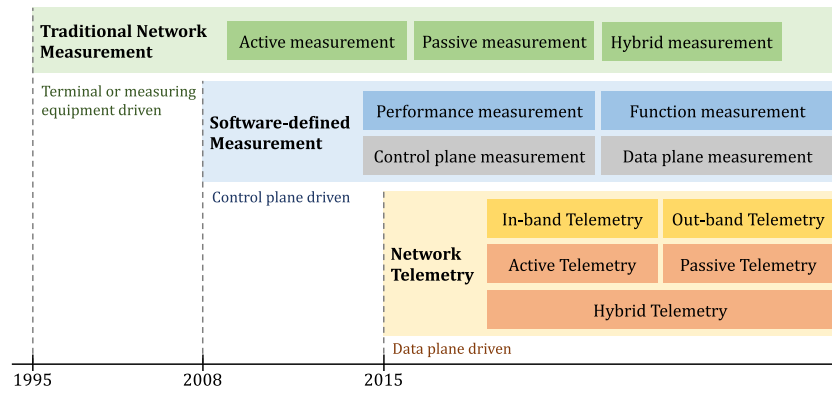 Traditional Network
Measurement
Active measurement
Passive measurement
Hybrid measurement
Terminal or measuring
equipment driven
Software-defined
Measurement
Performance measurement
Function measurement
Control plane measurement
Data plane measurement
Control plane driven
Network
Telemetry
In-band Telemetry
Out-band Telemetry
Active Telemetry
Passive Telemetry
Hybrid Telemetry
Data plane driven
1995
2008
2015